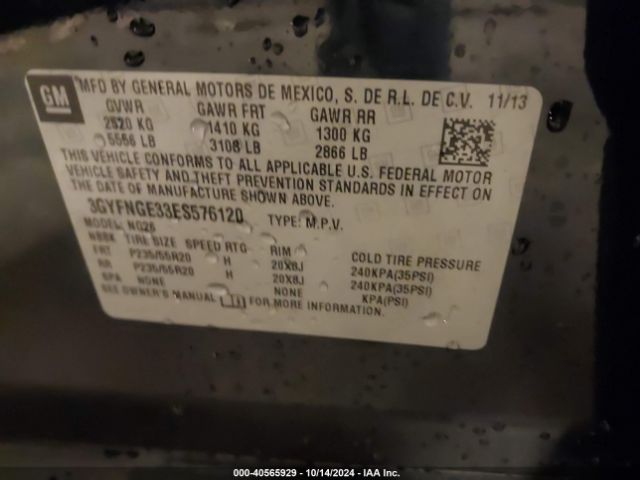 GM
MFD BY GENERAL MOTORS DE MEXICO, S. DE R.L. DE C.V. 11/13
GVWR GAWR FRT GAWR RR
2520 KG 1410 KG 1300 KG
5556 LB 3108 LB 2866 LB
THIS VEHICLE CONFORMS TO ALL APPLICABLE U.S. FEDERAL MOTOR
VEHICLE SAFETY AND THEFT PREVENTION STANDARDS IN EFFECT ON
THE DATE OF MANUFACTURE SHOWN ABOVE.
3GYFNGE33ES576120 TYPE: M.P.V.
MODEL: NG26
TIRE SIZE SPEED RTG RIM COLD TIRE PRESSURE
FRT P235/55R20 H 20X8J 240KPA(35PSI)
RR P235/55R20 H 20X8J 240KPA(35PSI)
SPA NONE NONE KPA(PSI)
SEE OWNER'S MANUAL FOR MORE INFORMATION.
000-40565929 - 10/14/2024 - IAA Inc.